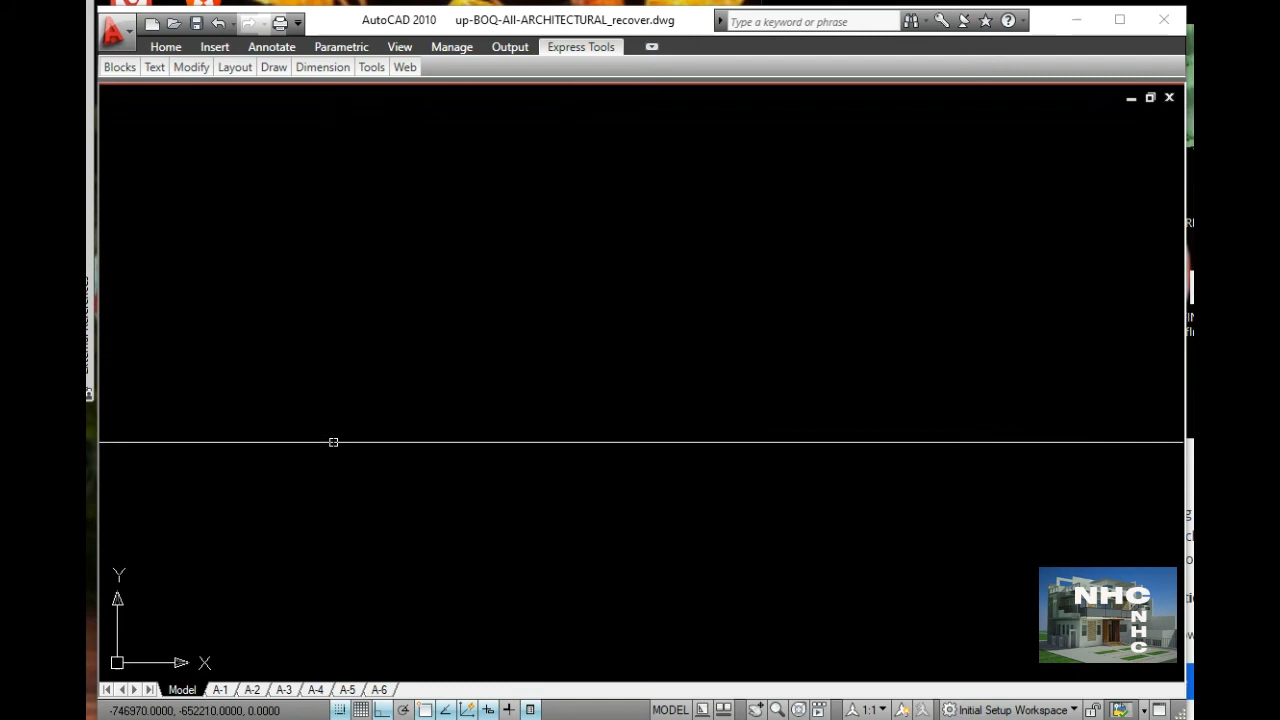 AutoCAD 2010 up-BOQ-All-ARCHITECTURAL_recover.dwg
Type a keyword or phrase
Home Insert Annotate Parametric View Manage Output Express Tools
Blocks Text Modify Layout Draw Dimension Tools Web
External References
NHC
N
H
C
Y
X
Model A-1 A-2 A-3 A-4 A-5 A-6
-746970.0000, -652210.0000, 0.0000
MODEL
1:1
Initial Setup Workspace